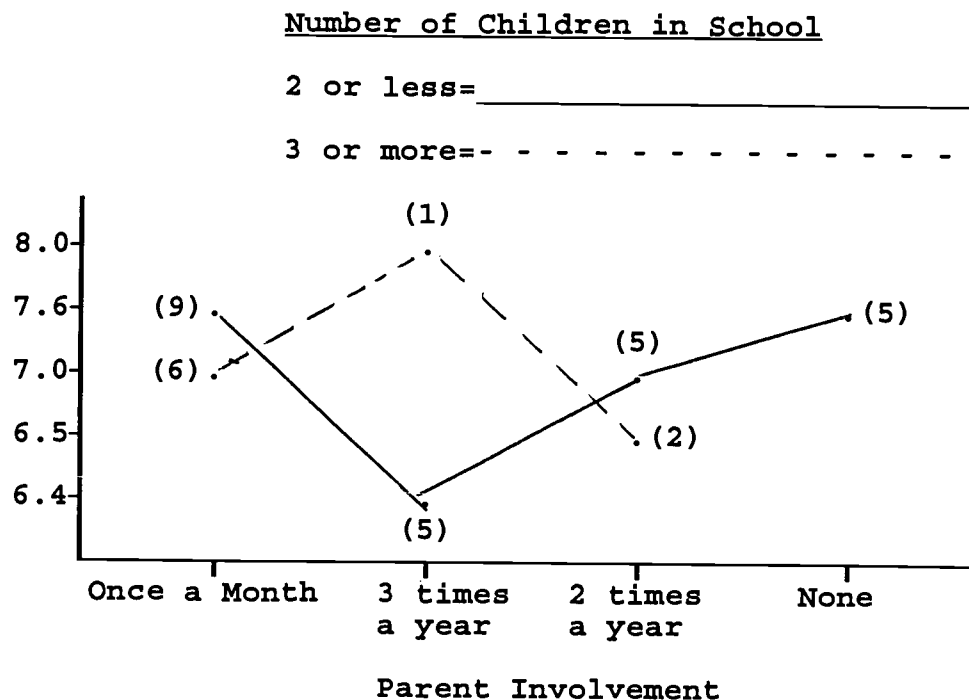 Number of Children in School
2 or less=
3 or more=- - - - - - - - - - - - - -
(1)
8.0
7.6
(9)
(5)
(5)
7.0
(6)
6.5
(2)
6.4
(5)
Once a Month 3 times 2 times None
a year a year
Parent Involvement